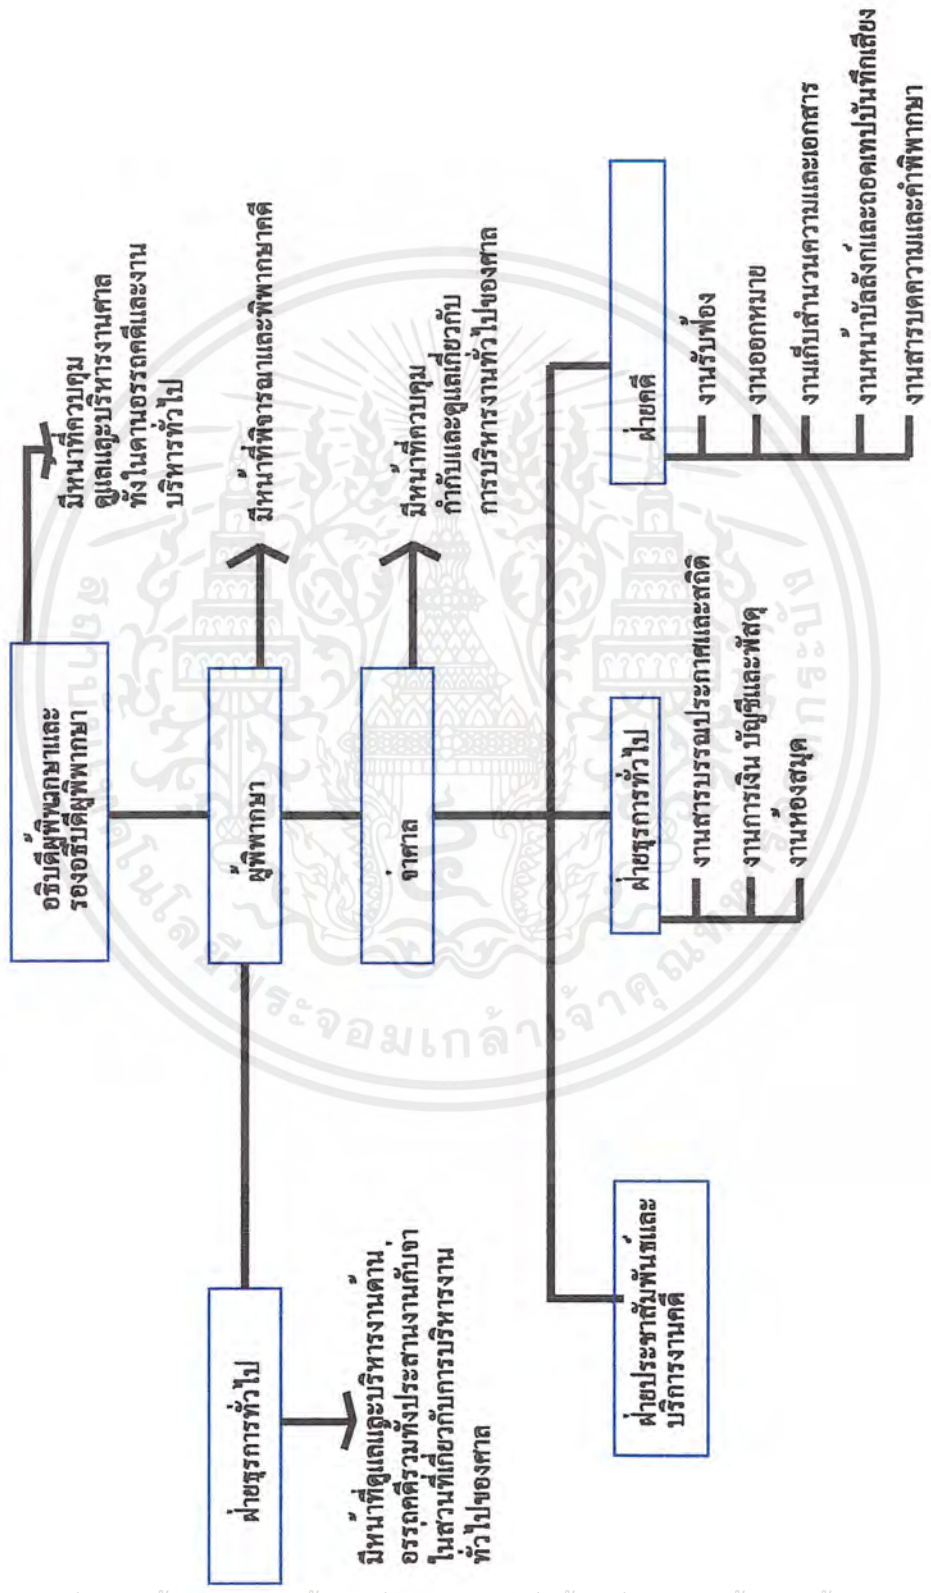 อธิบดีผู้พิพากษาและ
รองอธิบดีผู้พิพากษา
มีหน้าที่ควบคุม
ดูแลและบริหารงานศาล
ทั้งในด้านอรรถคดีและงาน
บริหารทั่วไป
ฝ่ายธุรการทั่วไป
ผู้พิพากษา
มีหน้าที่พิจารณาและพิพากษาคดี
มีหน้าที่ดูแลและบริหารงานด้าน
อรรถคดีรวมทั้งประสานงานกับจ่า
ในส่วนที่เกี่ยวกับการบริหารงาน
ทั่วไปของศาล
จ่าศาล
มีหน้าที่ควบคุม
กำกับและดูแลเกี่ยวกับ
การบริหารงานทั่วไปของศาล
ฝ่ายประชาสัมพันธ์และ
บริการงานคดี
ฝ่ายธุรการทั่วไป
งานสารบรรณประกาศและสถิติ
งานการเงิน บัญชีและพัสดุ
งานห้องสมุด
ฝ่ายคดี
งานรับฟ้อง
งานออกหมาย
งานเก็บสำนวนความและเอกสาร
งานหน้าบัลลังก์และถอดเทปบันทึกเสียง
งานสารบดความและคำพิพากษา